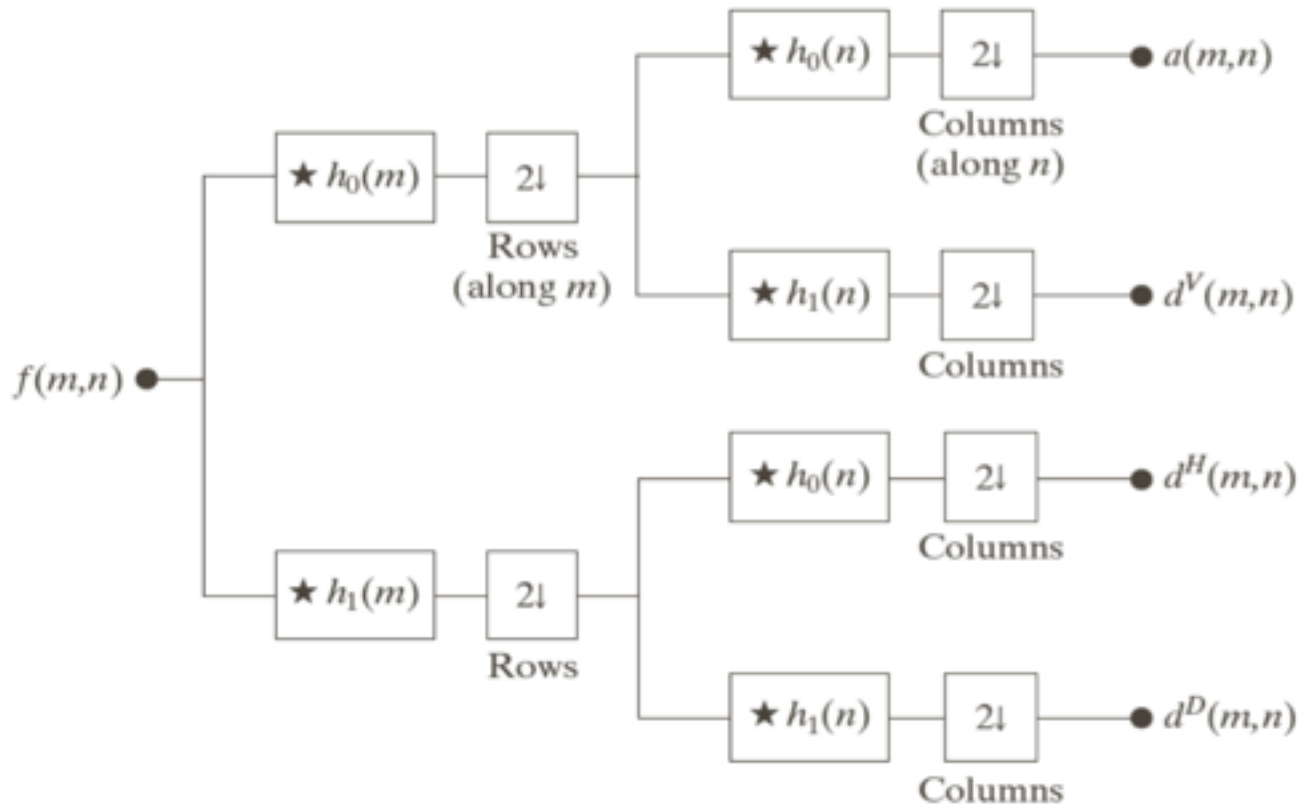 ★ h₀(n)
2↓
a(m,n)
Columns
(along n)
★ h₀(m)
2↓
Rows
(along m)
★ h₁(n)
2↓
dⱽ(m,n)
Columns
f(m,n)
★ h₀(n)
2↓
dᴴ(m,n)
Columns
★ h₁(m)
2↓
Rows
★ h₁(n)
2↓
dᴰ(m,n)
Columns